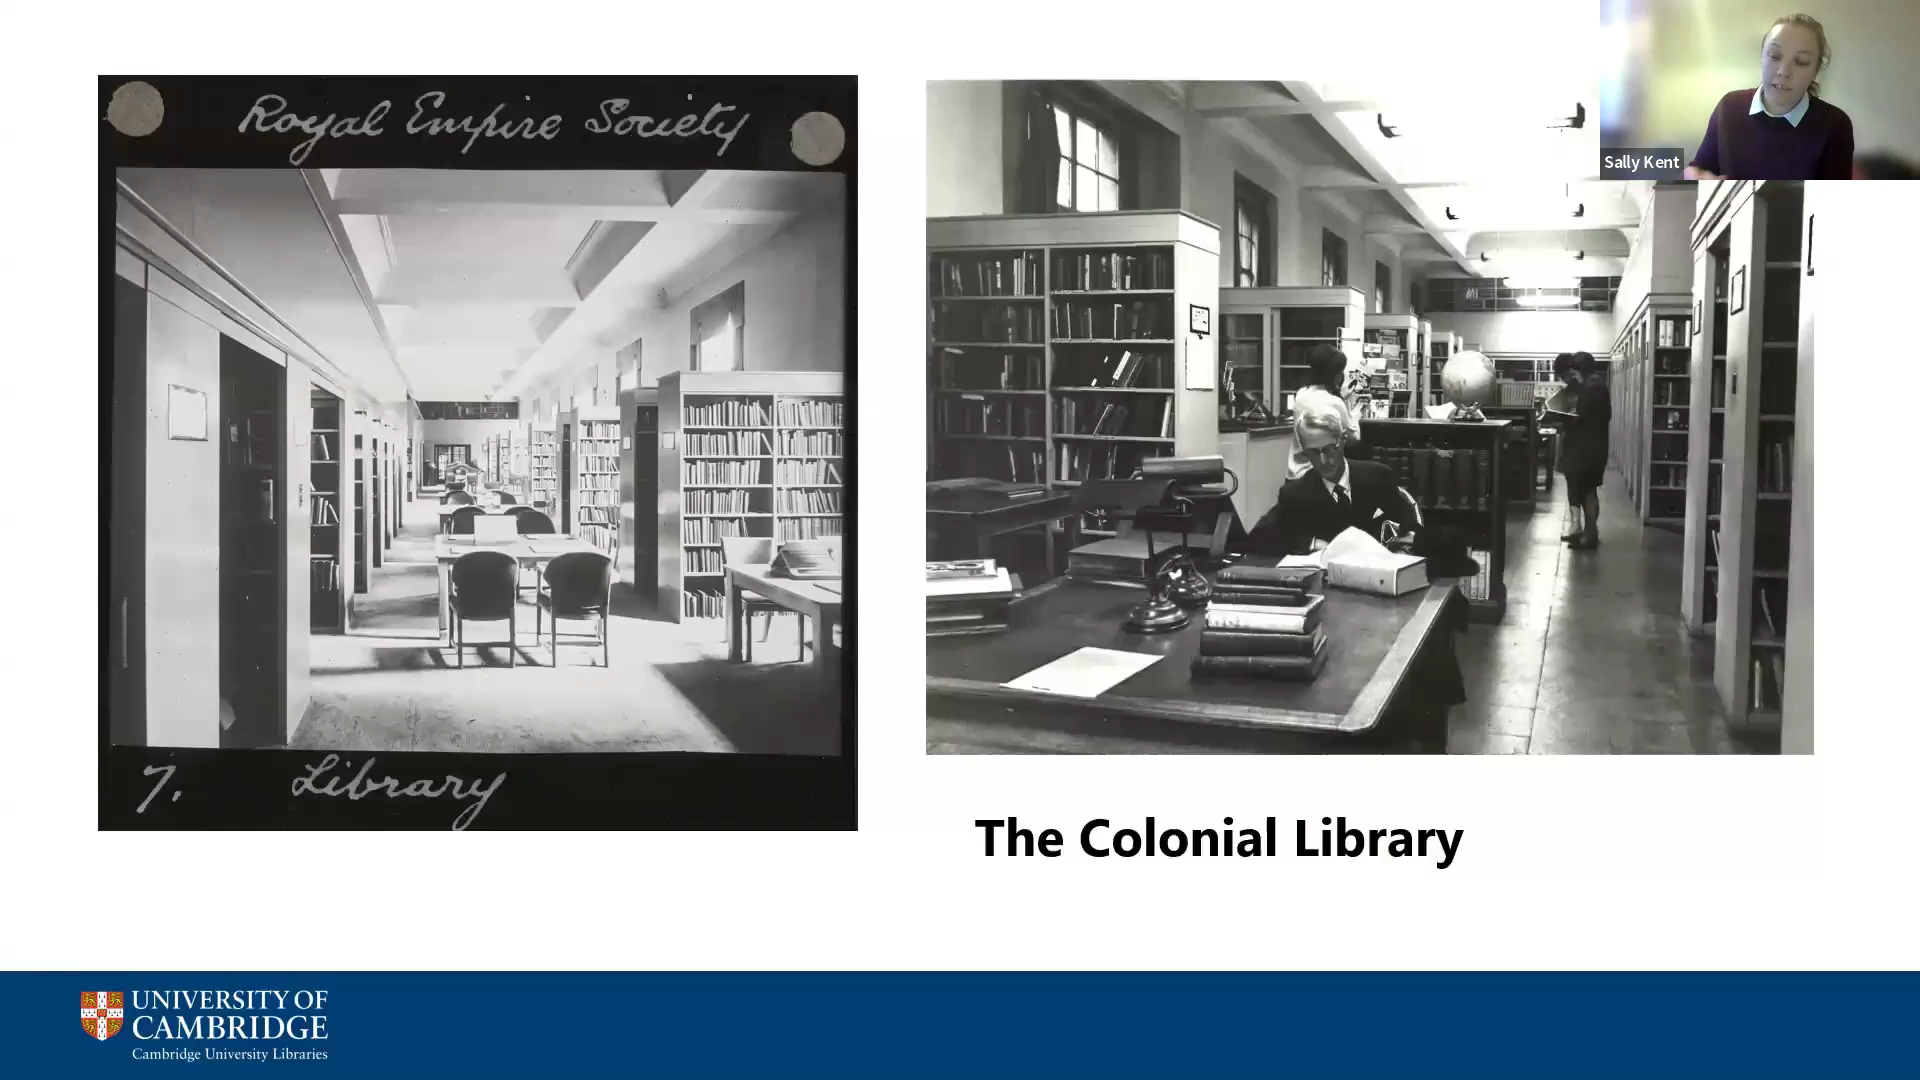 Royal Empire Society
7. Library
Sally Kent
The Colonial Library
UNIVERSITY OF
CAMBRIDGE
Cambridge University Libraries